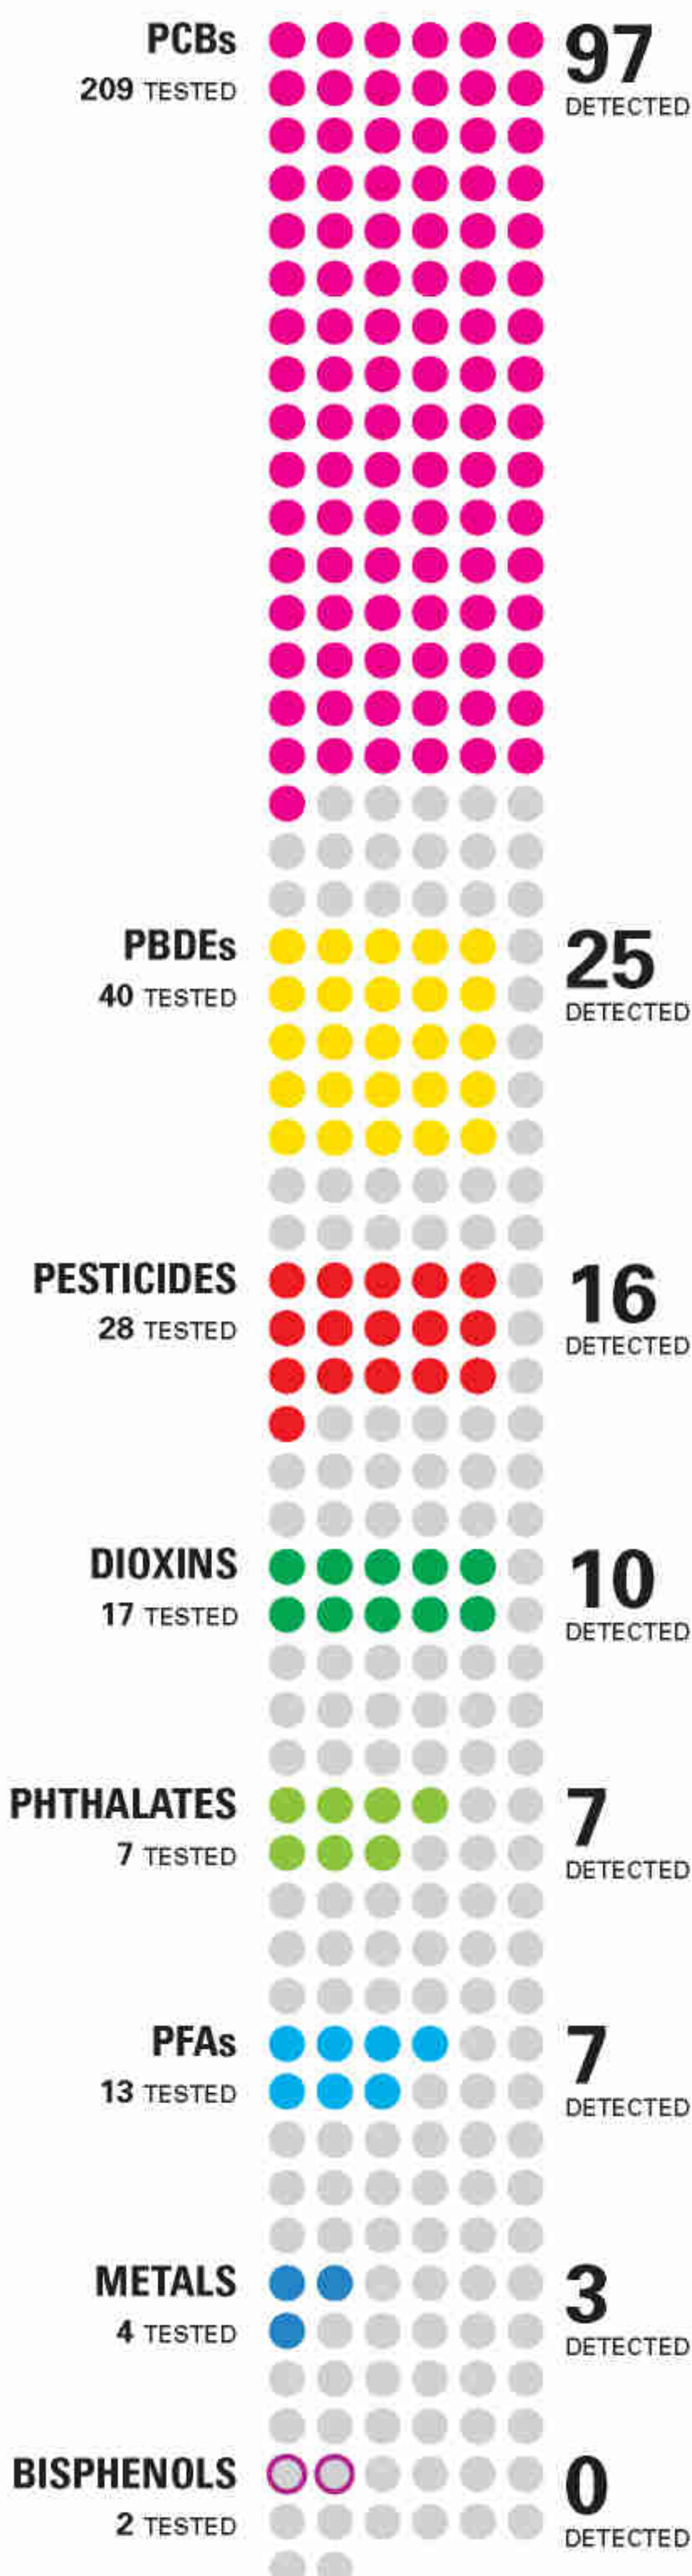 PCBs
97
209 TESTED
DETECTED
PBDEs
25
40 TESTED
DETECTED
PESTICIDES
16
28 TESTED
DETECTED
DIOXINS
10
17 TESTED
DETECTED
PHTHALATES
7
7 TESTED
DETECTED
PFAs
7
13 TESTED
DETECTED
METALS
3
4 TESTED
DETECTED
BISPHENOLS
0
2 TESTED
DETECTED